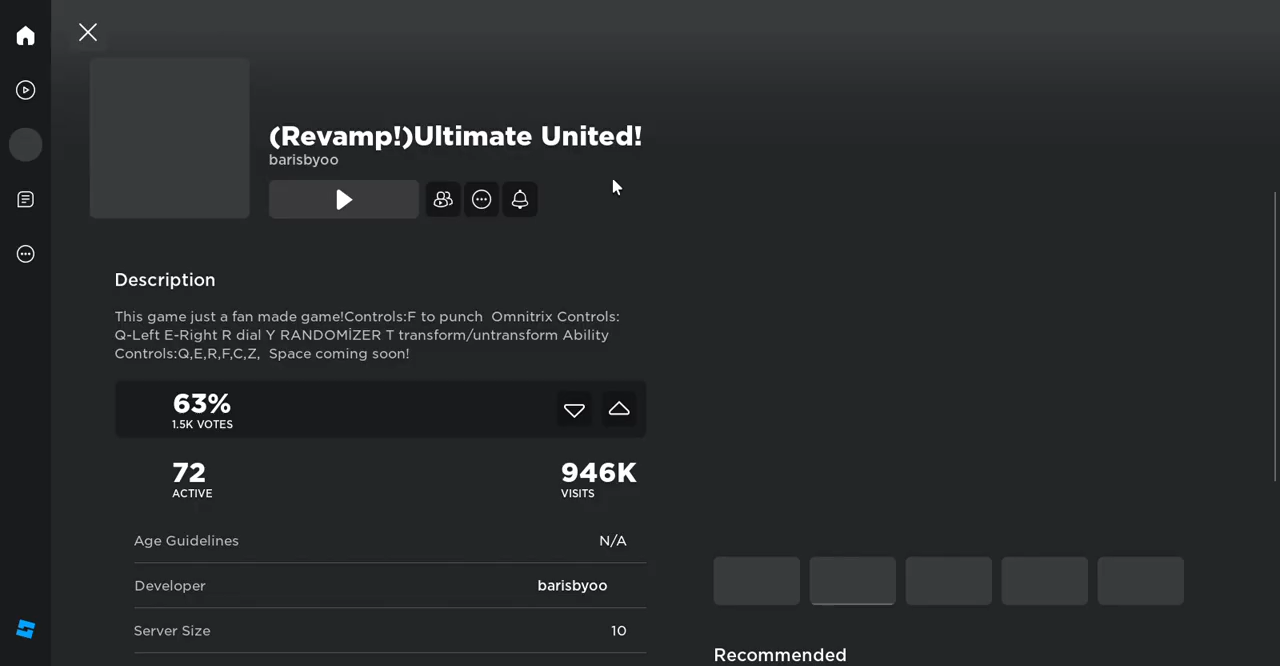 (Revamp!)Ultimate United!
barisbyoo
Description
This game just a fan made game!Controls:F to punch  Omnitrix Controls:
Q-Left E-Right R dial Y RANDOMİZER T transform/untransform Ability
Controls:Q,E,R,F,C,Z,  Space coming soon!
63%
1.5K VOTES
72
ACTIVE
946K
VISITS
Age Guidelines N/A
Developer barisbyoo
Server Size 10
Recommended